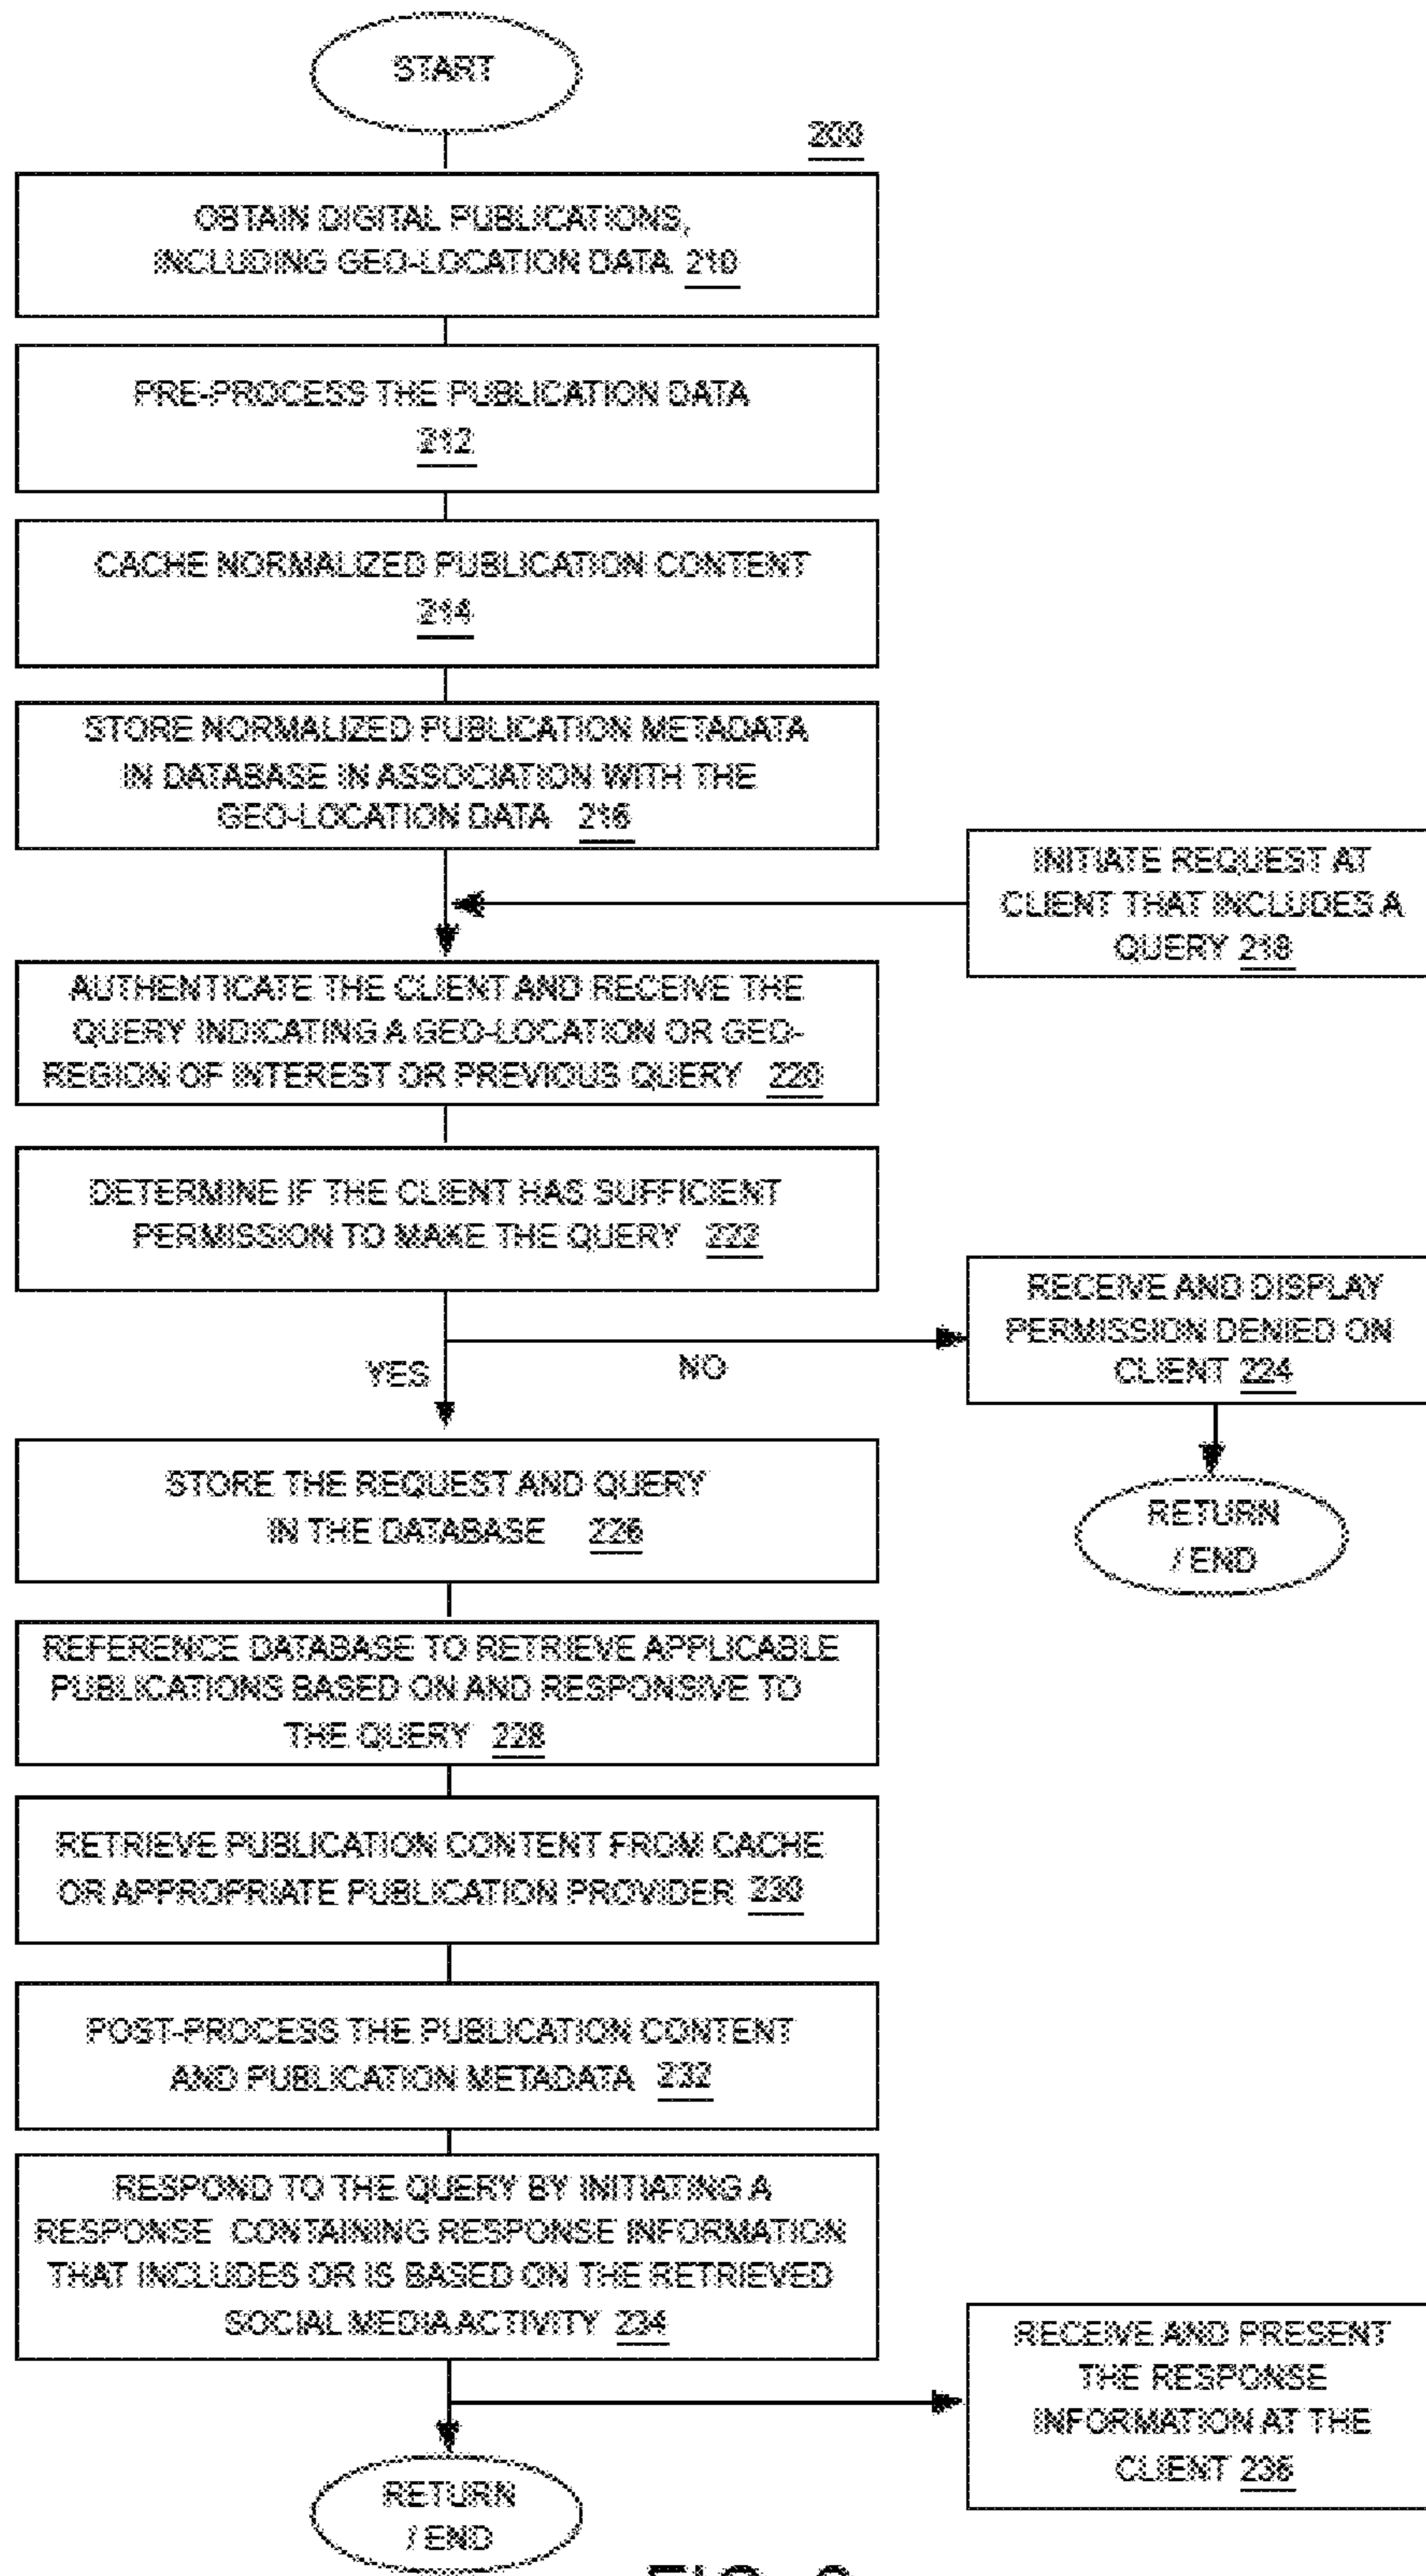 START
200
OBTAIN DIGITAL PUBLICATIONS,
INCLUDING GEO-LOCATION DATA 210
PRE-PROCESS THE PUBLICATION DATA
212
CACHE NORMALIZED PUBLICATION CONTENT
214
STORE NORMALIZED PUBLICATION METADATA
IN DATABASE IN ASSOCIATION WITH THE
GEO-LOCATION DATA 216
INITIATE REQUEST AT
CLIENT THAT INCLUDES A
QUERY 218
AUTHENTICATE THE CLIENT AND RECEIVE THE
QUERY INDICATING A GEO-LOCATION OR GEO-
REGION OF INTEREST OR PREVIOUS QUERY 220
DETERMINE IF THE CLIENT HAS SUFFICIENT
PERMISSION TO MAKE THE QUERY 222
YES
NO
RECEIVE AND DISPLAY
PERMISSION DENIED ON
CLIENT 224
RETURN
/ END
STORE THE REQUEST AND QUERY
IN THE DATABASE 226
REFERENCE DATABASE TO RETRIEVE APPLICABLE
PUBLICATIONS BASED ON AND RESPONSIVE TO
THE QUERY 228
RETRIEVE PUBLICATION CONTENT FROM CACHE
OR APPROPRIATE PUBLICATION PROVIDER 230
POST-PROCESS THE PUBLICATION CONTENT
AND PUBLICATION METADATA 232
RESPOND TO THE QUERY BY INITIATING A
RESPONSE CONTAINING RESPONSE INFORMATION
THAT INCLUDES OR IS BASED ON THE RETRIEVED
SOCIAL MEDIA ACTIVITY 234
RECEIVE AND PRESENT
THE RESPONSE
INFORMATION AT THE
CLIENT 236
RETURN
/ END